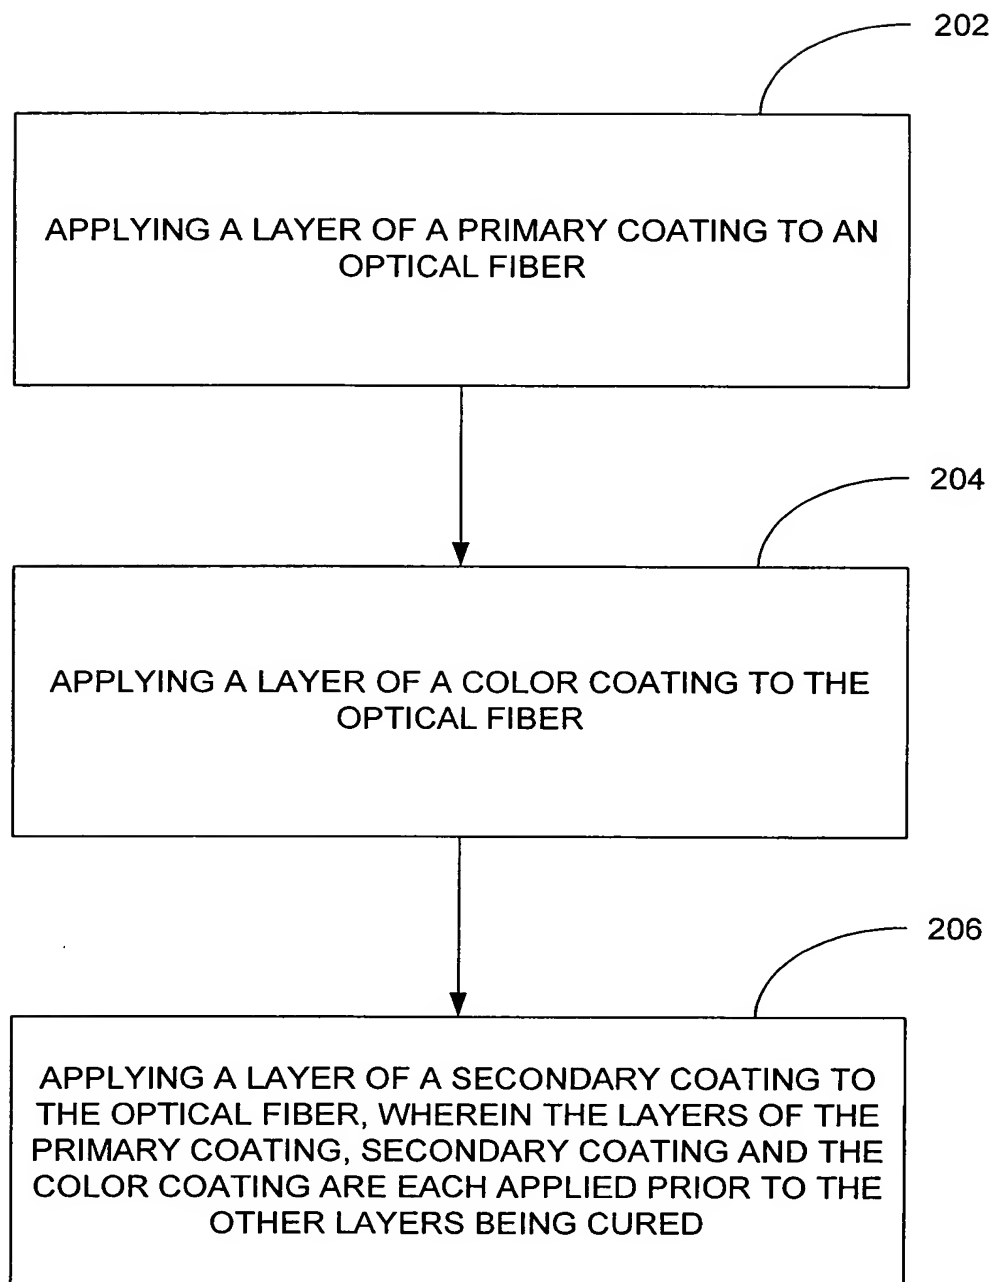 202
APPLYING A LAYER OF A PRIMARY COATING TO AN
OPTICAL FIBER
204
APPLYING A LAYER OF A COLOR COATING TO THE
OPTICAL FIBER
206
APPLYING A LAYER OF A SECONDARY COATING TO
THE OPTICAL FIBER, WHEREIN THE LAYERS OF THE
PRIMARY COATING, SECONDARY COATING AND THE
COLOR COATING ARE EACH APPLIED PRIOR TO THE
OTHER LAYERS BEING CURED